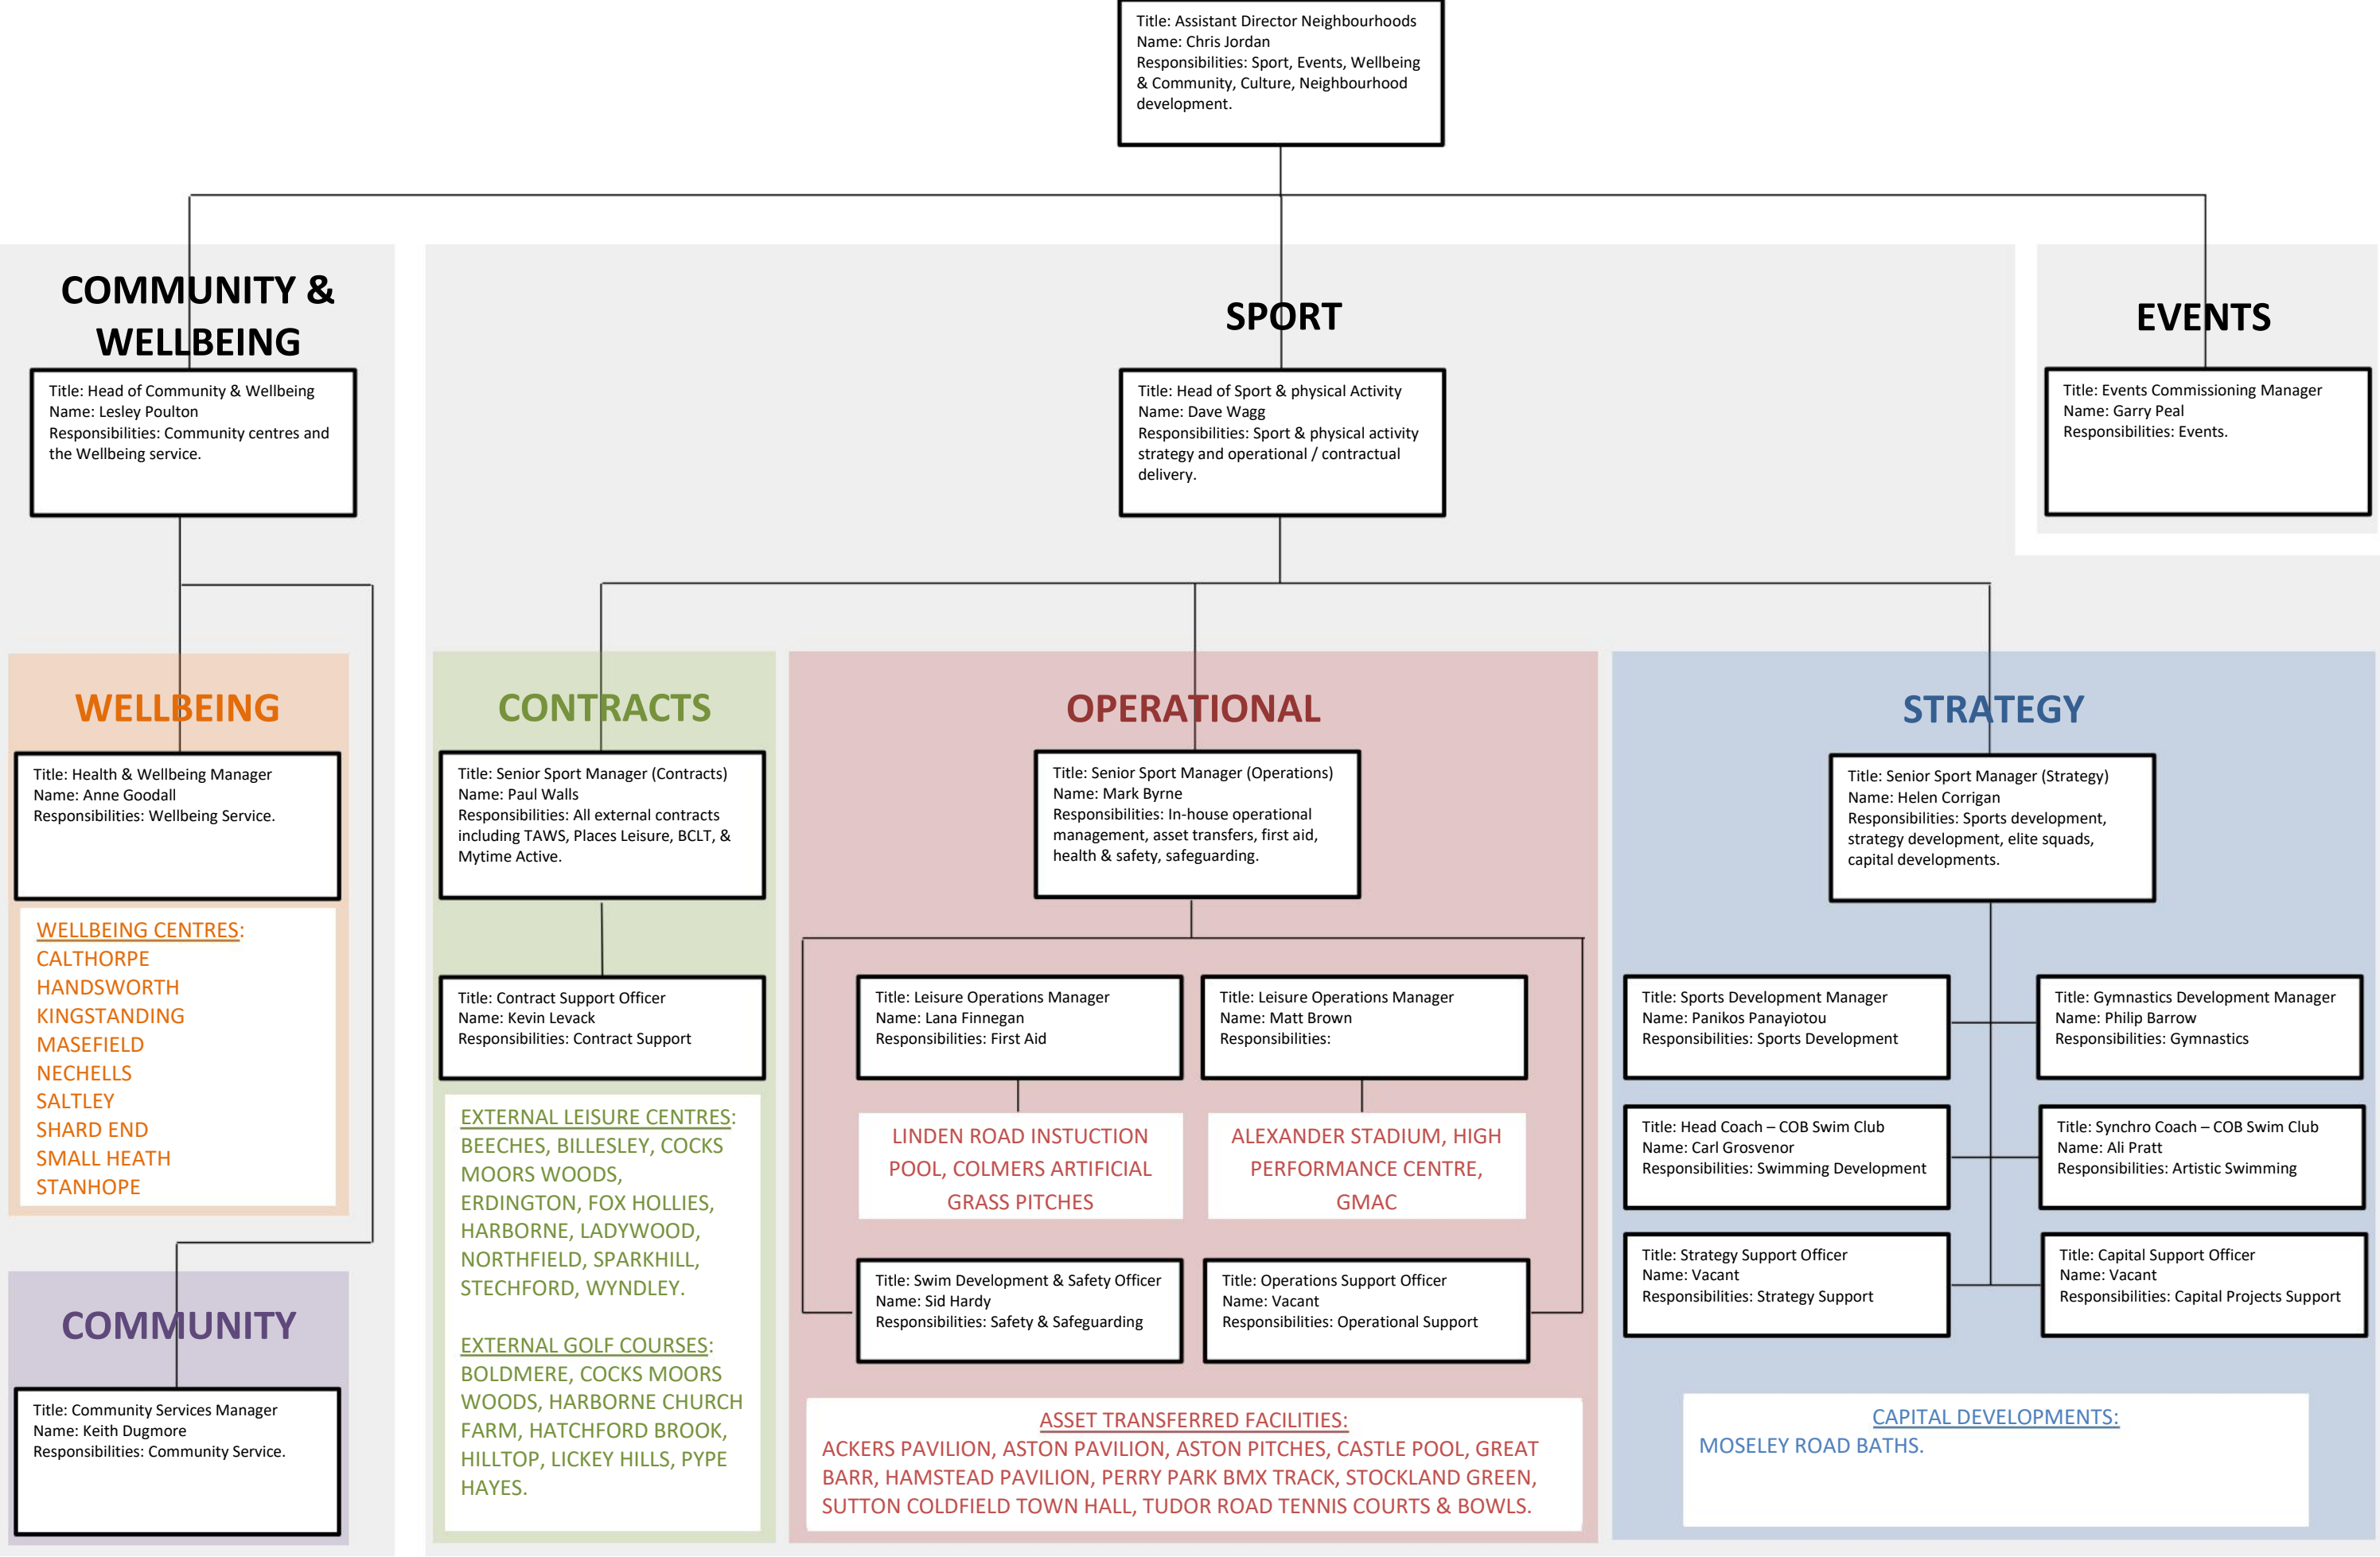 Title: Assistant Director Neighbourhoods
Name: Chris Jordan
Responsibilities: Sport, Events, Wellbeing
& Community, Culture, Neighbourhood
development.
COMMUNITY &
WELLBEING
Title: Head of Community & Wellbeing
Name: Lesley Poulton
Responsibilities: Community centres and
the Wellbeing service.
SPORT
Title: Head of Sport & physical Activity
Name: Dave Wagg
Responsibilities: Sport & physical activity
strategy and operational / contractual
delivery.
EVENTS
Title: Events Commissioning Manager
Name: Garry Peal
Responsibilities: Events.
WELLBEING
Title: Health & Wellbeing Manager
Name: Anne Goodall
Responsibilities: Wellbeing Service.
WELLBEING CENTRES:
CALTHORPE
HANDSWORTH
KINGSTANDING
MASEFIELD
NECHELLS
SALTLEY
SHARD END
SMALL HEATH
STANHOPE
COMMUNITY
Title: Community Services Manager
Name: Keith Dugmore
Responsibilities: Community Service.
CONTRACTS
Title: Senior Sport Manager (Contracts)
Name: Paul Walls
Responsibilities: All external contracts
including TAWS, Places Leisure, BCLT, &
Mytime Active.
Title: Contract Support Officer
Name: Kevin Levack
Responsibilities: Contract Support
EXTERNAL LEISURE CENTRES:
BEECHES, BILLESLEY, COCKS
MOORS WOODS,
ERDINGTON, FOX HOLLIES,
HARBORNE, LADYWOOD,
NORTHFIELD, SPARKHILL,
STECHFORD, WYNDLEY.
EXTERNAL GOLF COURSES:
BOLDMERE, COCKS MOORS
WOODS, HARBORNE CHURCH
FARM, HATCHFORD BROOK,
HILLTOP, LICKEY HILLS, PYPE
HAYES.
OPERATIONAL
Title: Senior Sport Manager (Operations)
Name: Mark Byrne
Responsibilities: In-house operational
management, asset transfers, first aid,
health & safety, safeguarding.
Title: Leisure Operations Manager
Name: Lana Finnegan
Responsibilities: First Aid
Title: Leisure Operations Manager
Name: Matt Brown
Responsibilities:
LINDEN ROAD INSTUCTION
POOL, COLMERS ARTIFICIAL
GRASS PITCHES
ALEXANDER STADIUM, HIGH
PERFORMANCE CENTRE,
GMAC
Title: Swim Development & Safety Officer
Name: Sid Hardy
Responsibilities: Safety & Safeguarding
Title: Operations Support Officer
Name: Vacant
Responsibilities: Operational Support
ASSET TRANSFERRED FACILITIES:
ACKERS PAVILION, ASTON PAVILION, ASTON PITCHES, CASTLE POOL, GREAT
BARR, HAMSTEAD PAVILION, PERRY PARK BMX TRACK, STOCKLAND GREEN,
SUTTON COLDFIELD TOWN HALL, TUDOR ROAD TENNIS COURTS & BOWLS.
STRATEGY
Title: Senior Sport Manager (Strategy)
Name: Helen Corrigan
Responsibilities: Sports development,
strategy development, elite squads,
capital developments.
Title: Sports Development Manager
Name: Panikos Panayiotou
Responsibilities: Sports Development
Title: Gymnastics Development Manager
Name: Philip Barrow
Responsibilities: Gymnastics
Title: Head Coach – COB Swim Club
Name: Carl Grosvenor
Responsibilities: Swimming Development
Title: Synchro Coach – COB Swim Club
Name: Ali Pratt
Responsibilities: Artistic Swimming
Title: Strategy Support Officer
Name: Vacant
Responsibilities: Strategy Support
Title: Capital Support Officer
Name: Vacant
Responsibilities: Capital Projects Support
CAPITAL DEVELOPMENTS:
MOSELEY ROAD BATHS.